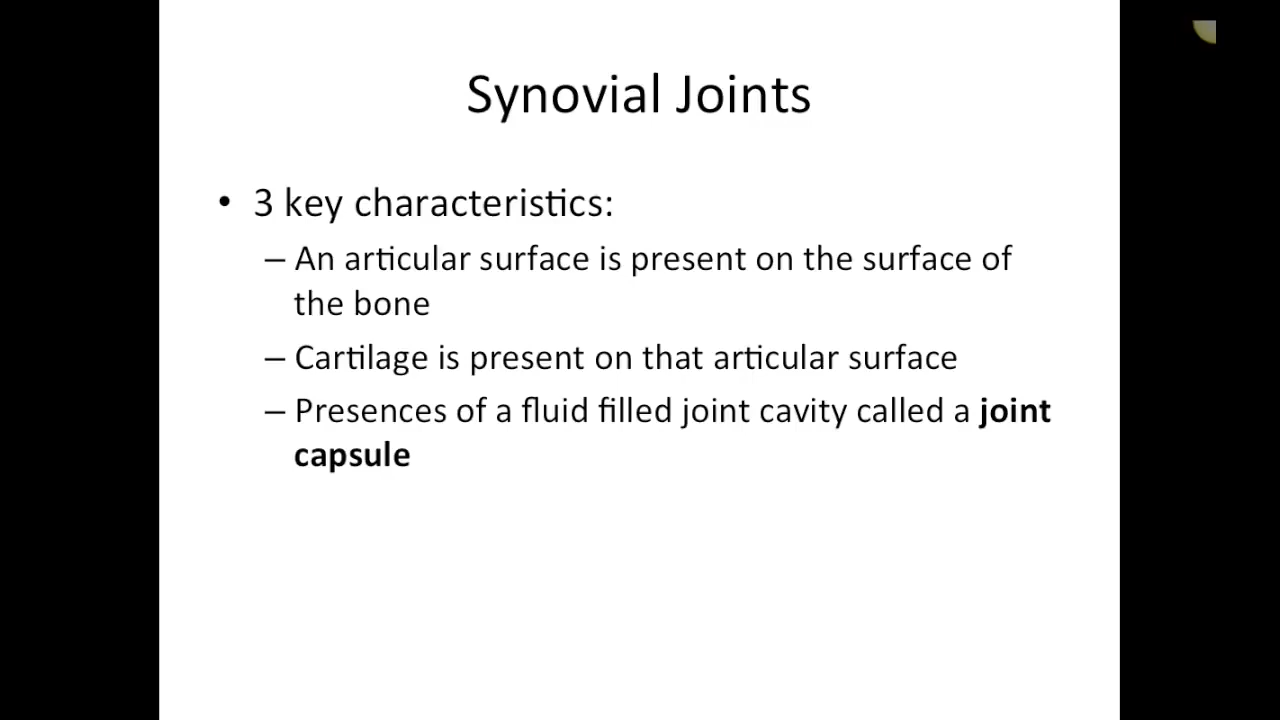 Synovial Joints
• 3 key characteristics:
– An articular surface is present on the surface of
the bone
– Cartilage is present on that articular surface
– Presences of a fluid filled joint cavity called a joint
capsule